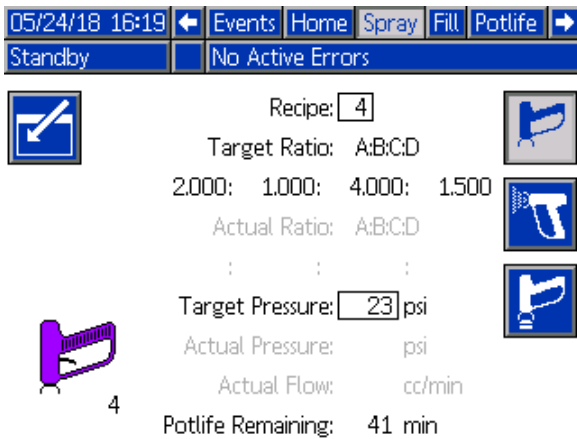 05/24/18 16:19 Events Home Spray Fill Potlife
Standby No Active Errors
Recipe: 4
Target Ratio: A:B:C:D
2.000: 1.000: 4.000: 1.500
Actual Ratio: A:B:C:D
: : :
Target Pressure: 23 psi
Actual Pressure: psi
Actual Flow: cc/min
4
Potlife Remaining: 41 min